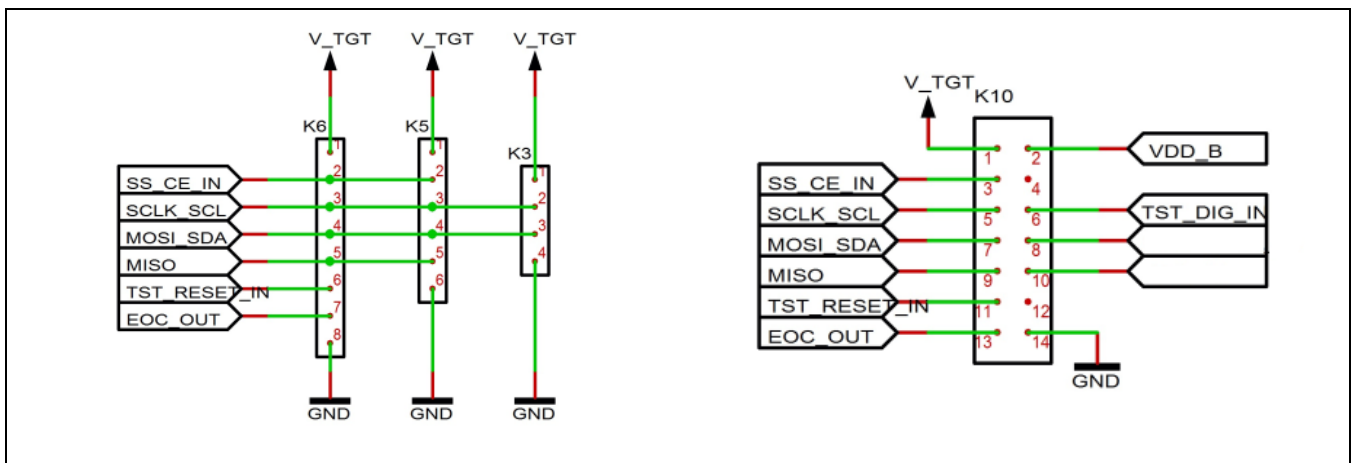 V_TGT V_TGT V_TGT
K6 K5 K3
SS_CE_IN
SCLK_SCL
MOSI_SDA
MISO
TST_RESET_IN
EOC_OUT
1 2 3 4 5 6 7 8
1 2 3 4 5 6
1 2 3 4
GND GND GND
V_TGT
K10
1 2 VDD_B
SS_CE_IN 3 4
SCLK_SCL 5 6 TST_DIG_IN
MOSI_SDA 7 8
MISO 9 10
TST_RESET_IN 11 12
EOC_OUT 13 14
GND